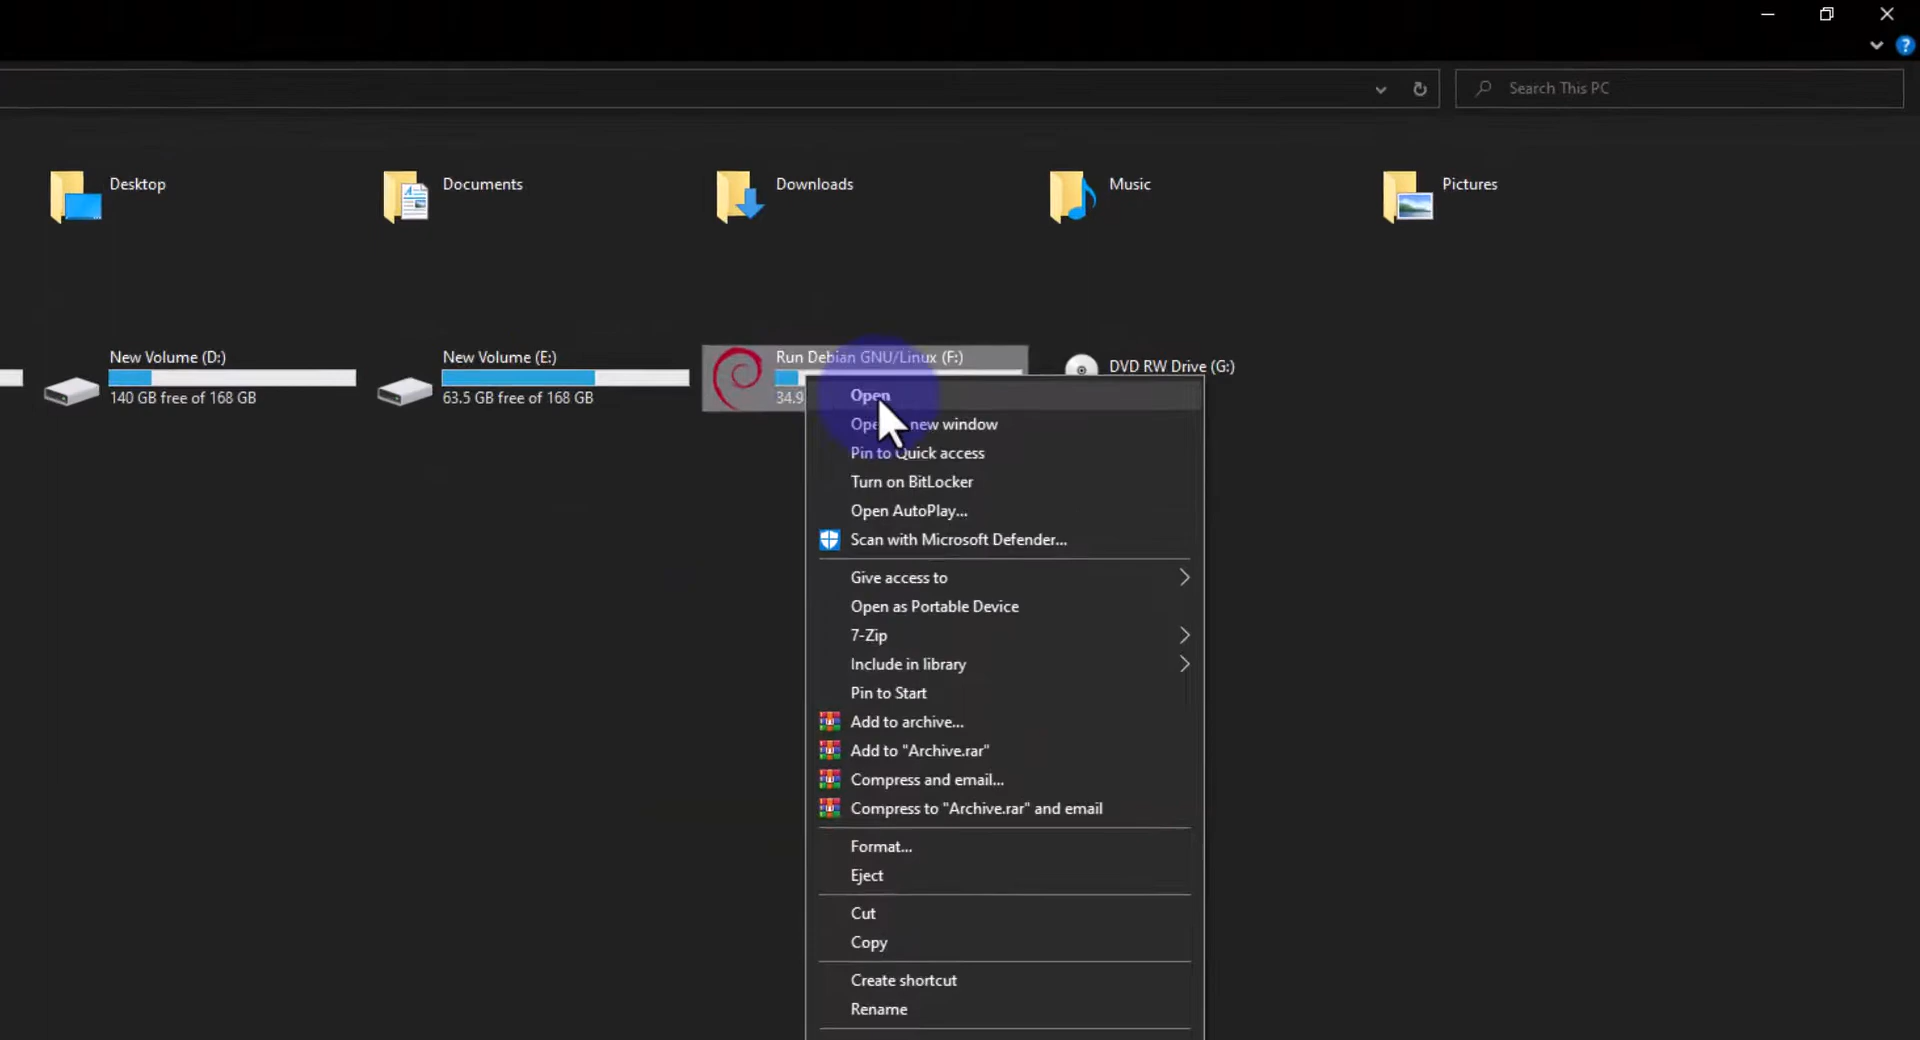 Search This PC
Desktop
Documents
Downloads
Music
Pictures
New Volume (D:)
140 GB free of 168 GB
New Volume (E:)
63.5 GB free of 168 GB
Run Debian GNU/Linux (F:)
34.9
DVD RW Drive (G:)
Open
new window
Pin to Quick access
Turn on BitLocker
Open AutoPlay...
Scan with Microsoft Defender...
Give access to
Open as Portable Device
7-Zip
Include in library
Pin to Start
Add to archive...
Add to "Archive.rar"
Compress and email...
Compress to "Archive.rar" and email
Format...
Eject
Cut
Copy
Create shortcut
Rename